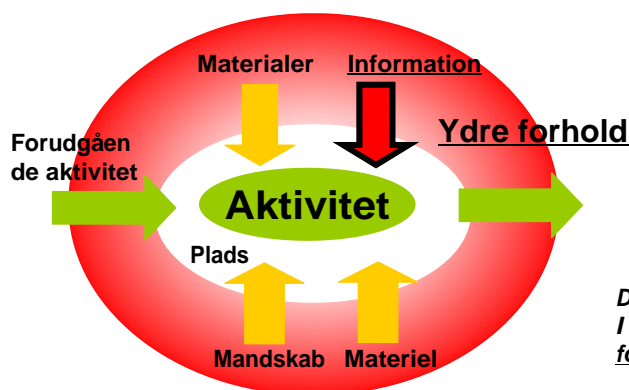 Materialer
Information
Ydre forhold
Forudgåen
de aktivitet
Aktivitet
Plads
Mandskab
Materiel
I